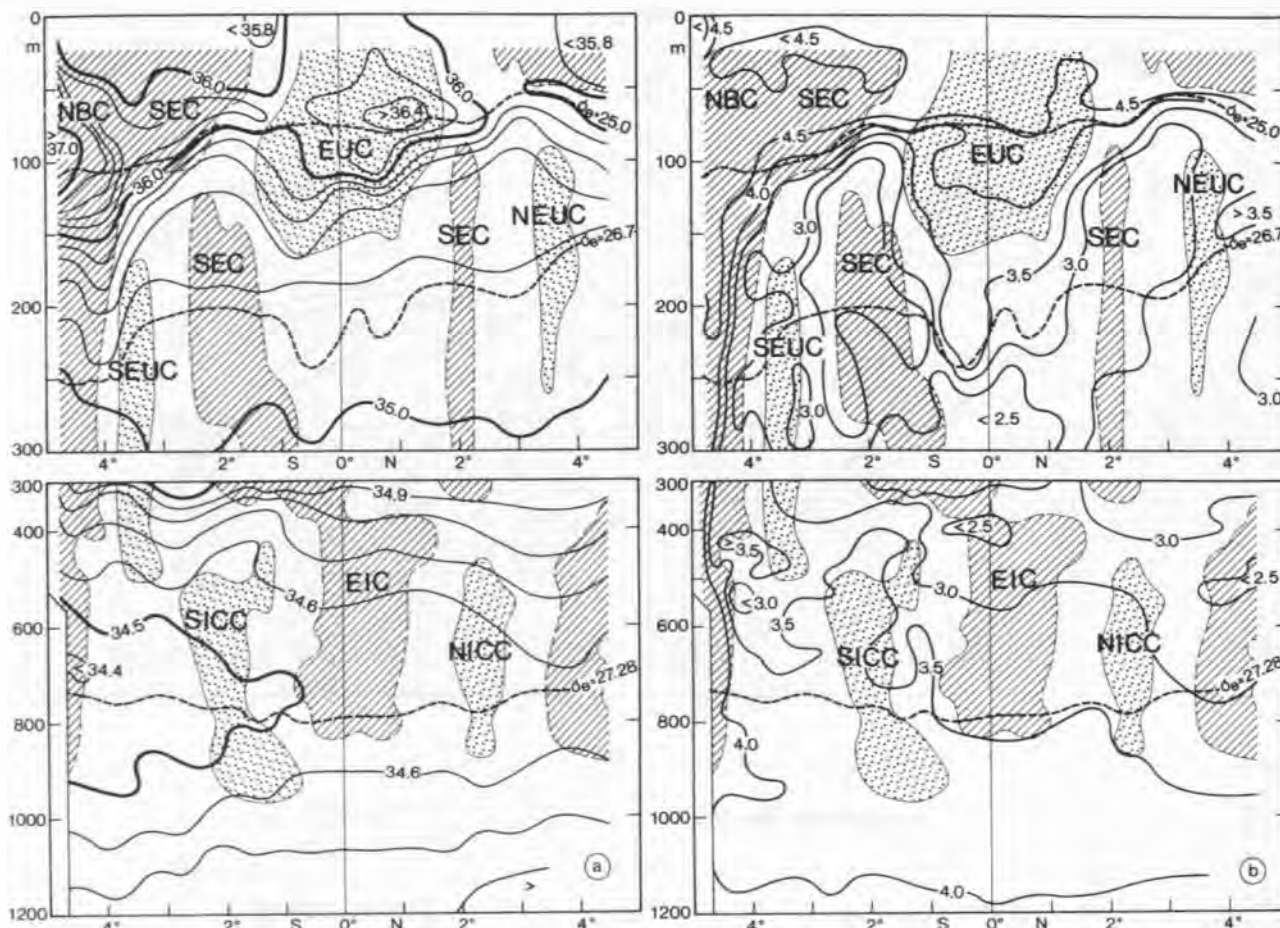 0
m
100
200
300
<35.8
<35.8
36.0
36.0
NBC
SEC
>36.4
σθ=25.0
>
37.0
36.0
EUC
NEUC
SEC
SEC
σθ=26.7
SEUC
35.0
4° 2° S 0° N 2° 4°
300
400
600
800
1000
1200
34.9
EIC
34.6
SICC
34.5
NICC
<34.4
σθ=27.28
34.6
>
a
4° 2° S 0° N 2° 4°
0
m
100
200
300
<4.5
<4.5
NBC
SEC
4.5
4.5
σθ=25.0
EUC
4.0
NEUC
3.0
>3.5
SEC
SEC
σθ=26.7
3.5
3.0
SEUC
3.0
<2.5
3.0
4° 2° S 0° N 2° 4°
300
400
600
800
1000
1200
<2.5
>3.5
3.0
EIC
3.0
<2.5
<3.0
3.5
SICC
NICC
3.5
σθ=27.28
4.0
4.0
b
4° 2° S 0° N 2° 4°